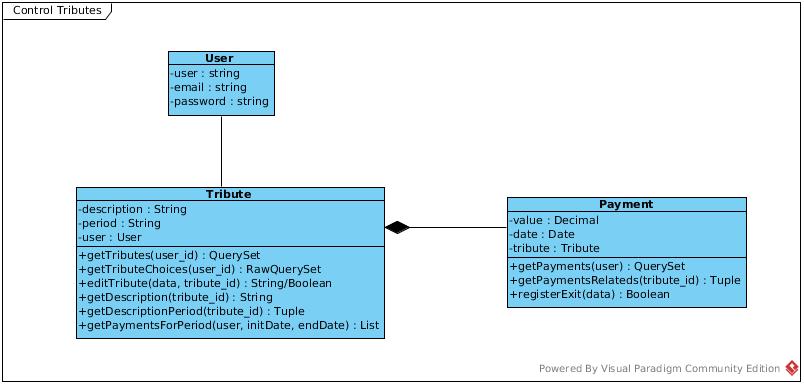 Control Tributes
User
-user : string
-email : string
-password : string
Tribute
-description : String
-period : String
-user : User
+getTributes(user_id) : QuerySet
+getTributeChoices(user_id) : RawQuerySet
+editTribute(data, tribute_id) : String/Boolean
+getDescription(tribute_id) : String
+getDescriptionPeriod(tribute_id) : Tuple
+getPaymentsForPeriod(user, initDate, endDate) : List
Payment
-value : Decimal
-date : Date
-tribute : Tribute
+getPayments(user) : QuerySet
+getPaymentsRelateds(tribute_id) : Tuple
+registerExit(data) : Boolean
Powered By Visual Paradigm Community Edition